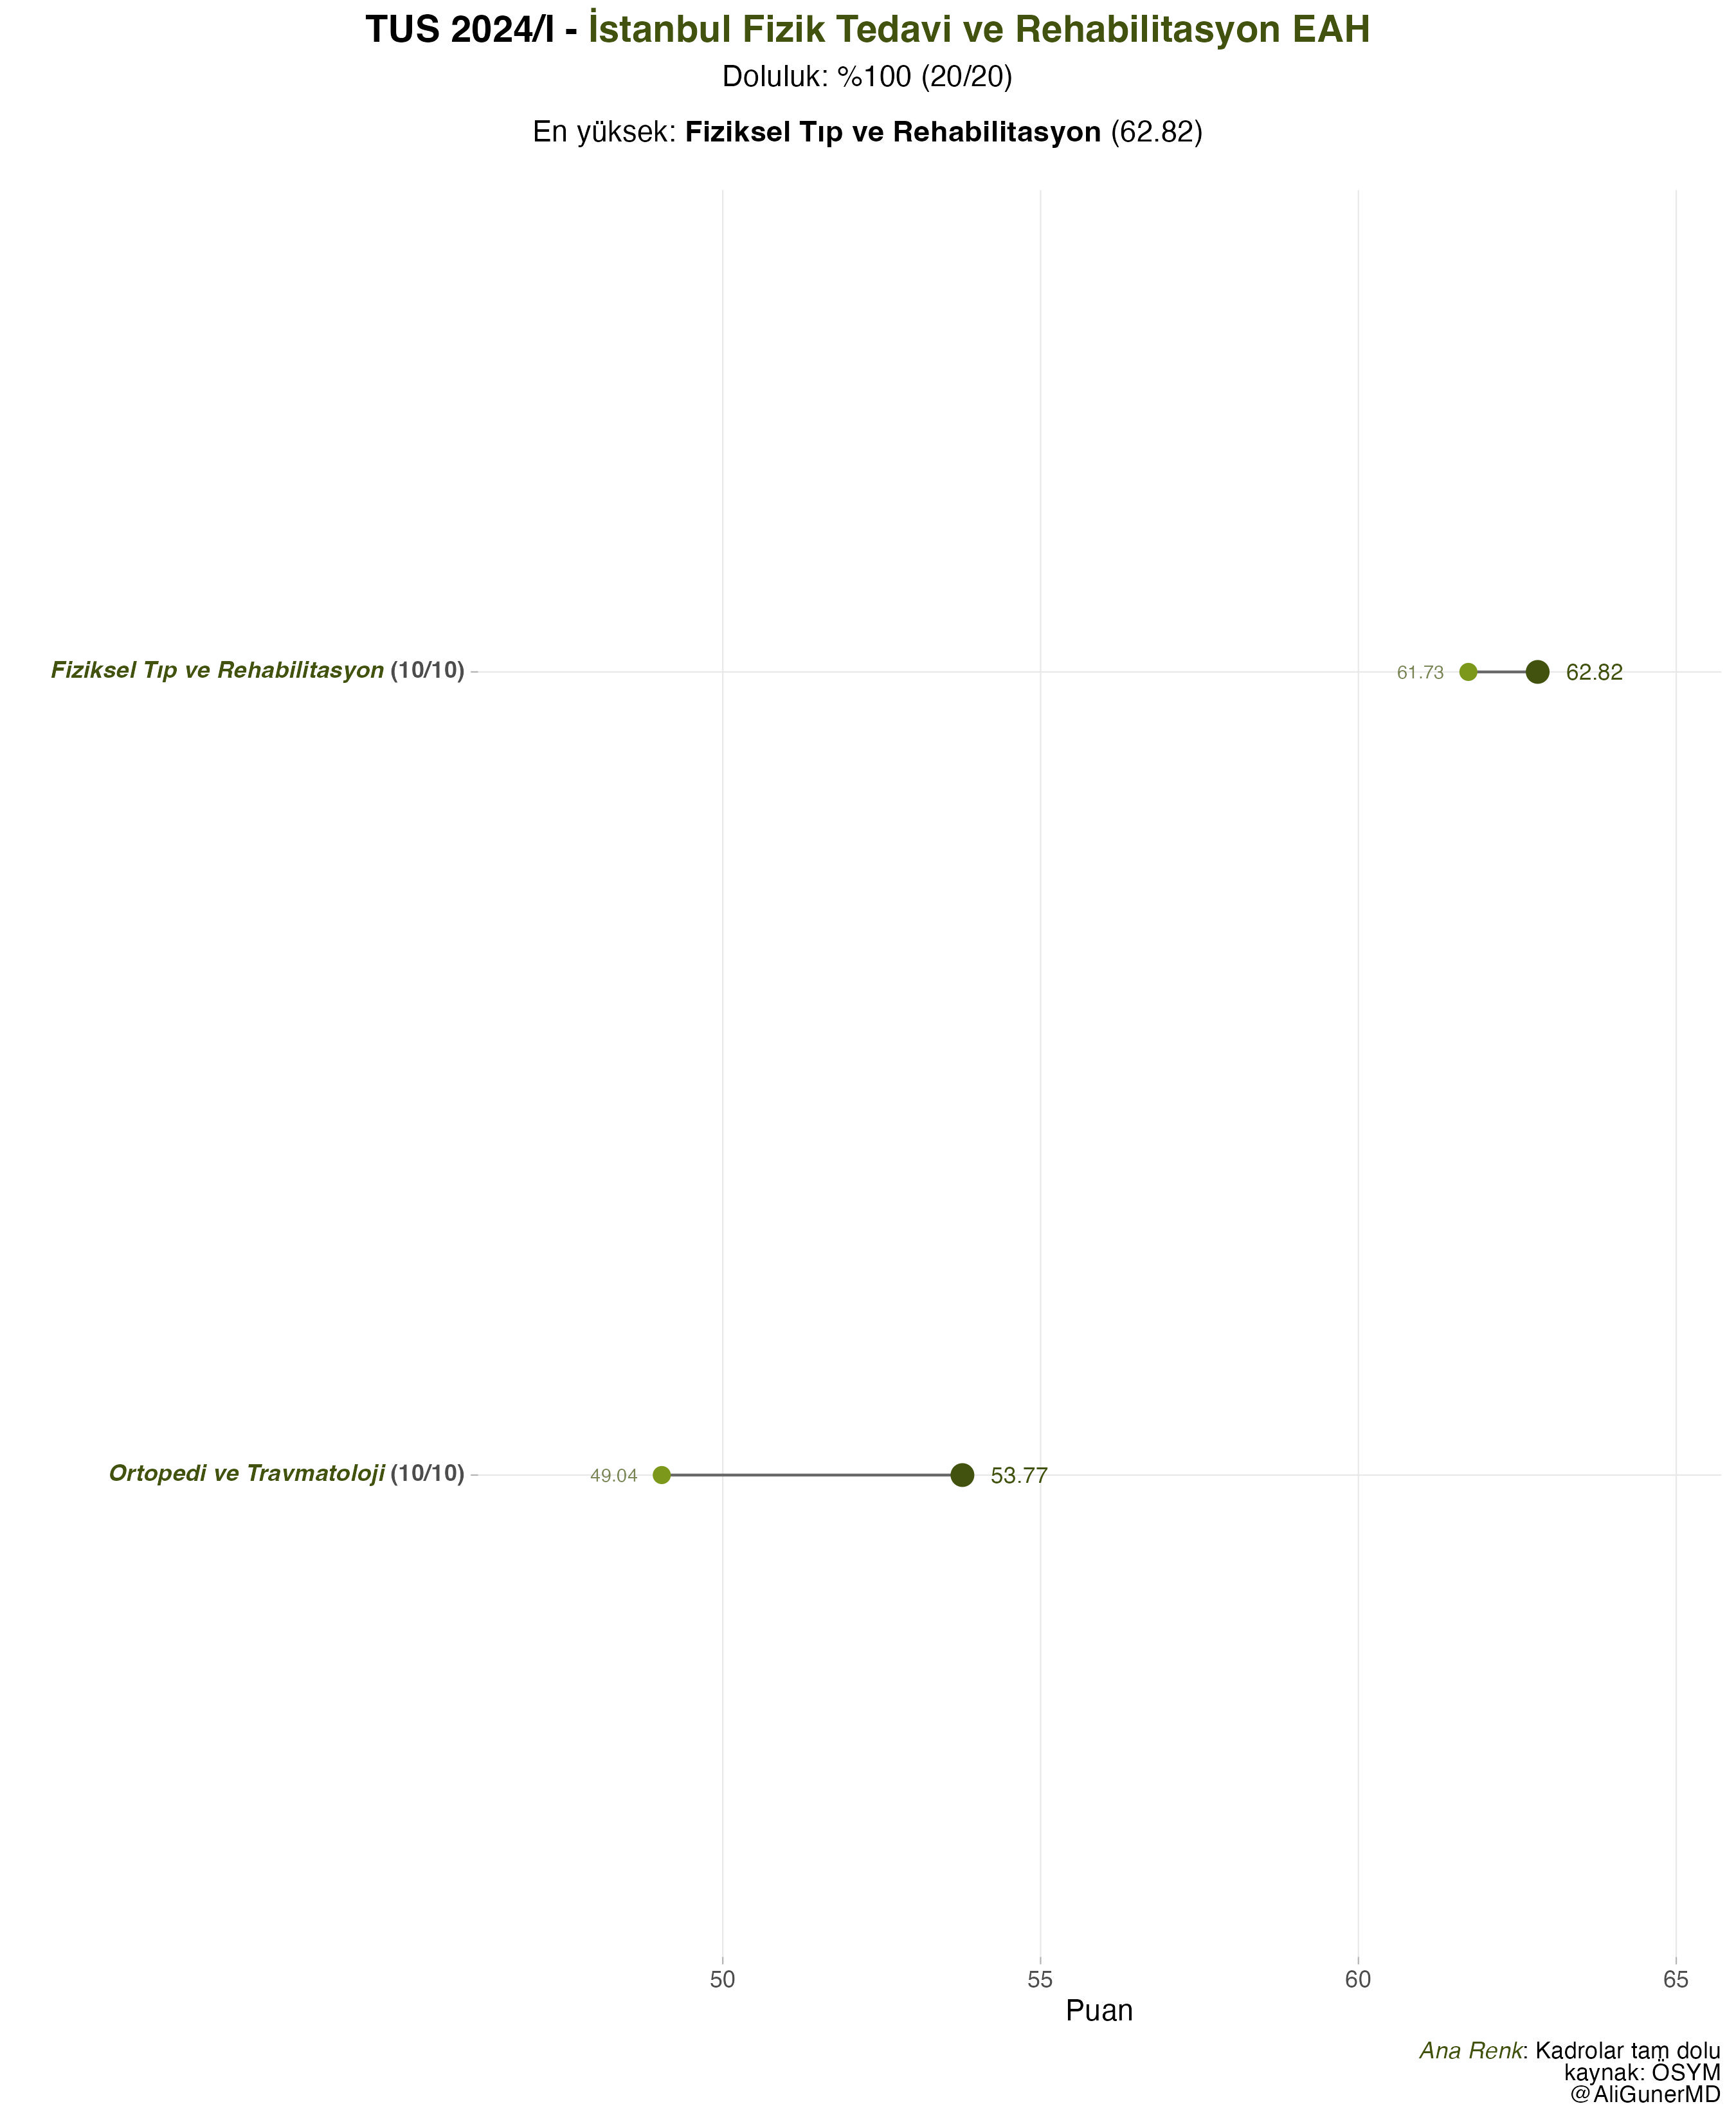 TUS 2024/I - İstanbul Fizik Tedavi ve Rehabilitasyon EAH
Doluluk: %100 (20/20)
En yüksek: Fiziksel Tıp ve Rehabilitasyon (62.82)
Fiziksel Tıp ve Rehabilitasyon (10/10)
61.73
62.82
Ortopedi ve Travmatoloji (10/10)
49.04
53.77
50
55
60
65
Puan
Ana Renk: Kadrolar tam dolu
kaynak: ÖSYM
@AliGunerMD